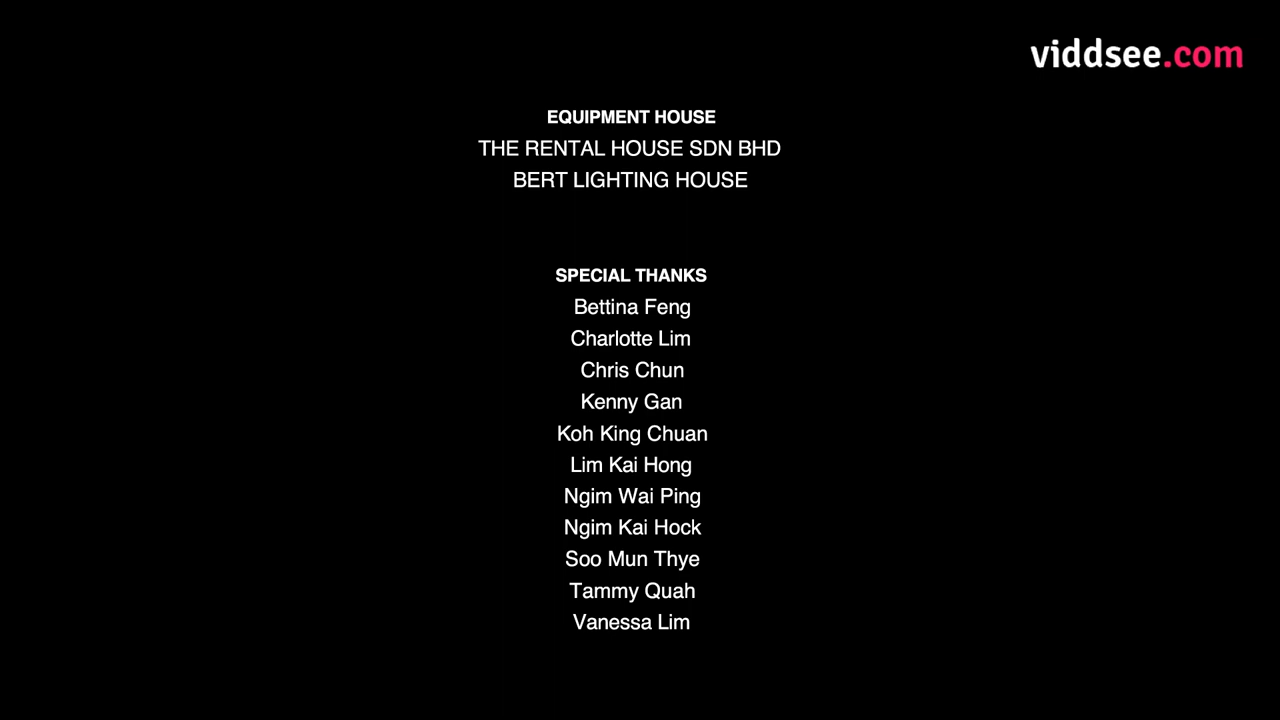 viddsee.com
EQUIPMENT HOUSE
THE RENTAL HOUSE SDN BHD
BERT LIGHTING HOUSE
SPECIAL THANKS
Bettina Feng
Charlotte Lim
Chris Chun
Kenny Gan
Koh King Chuan
Lim Kai Hong
Ngim Wai Ping
Ngim Kai Hock
Soo Mun Thye
Tammy Quah
Vanessa Lim